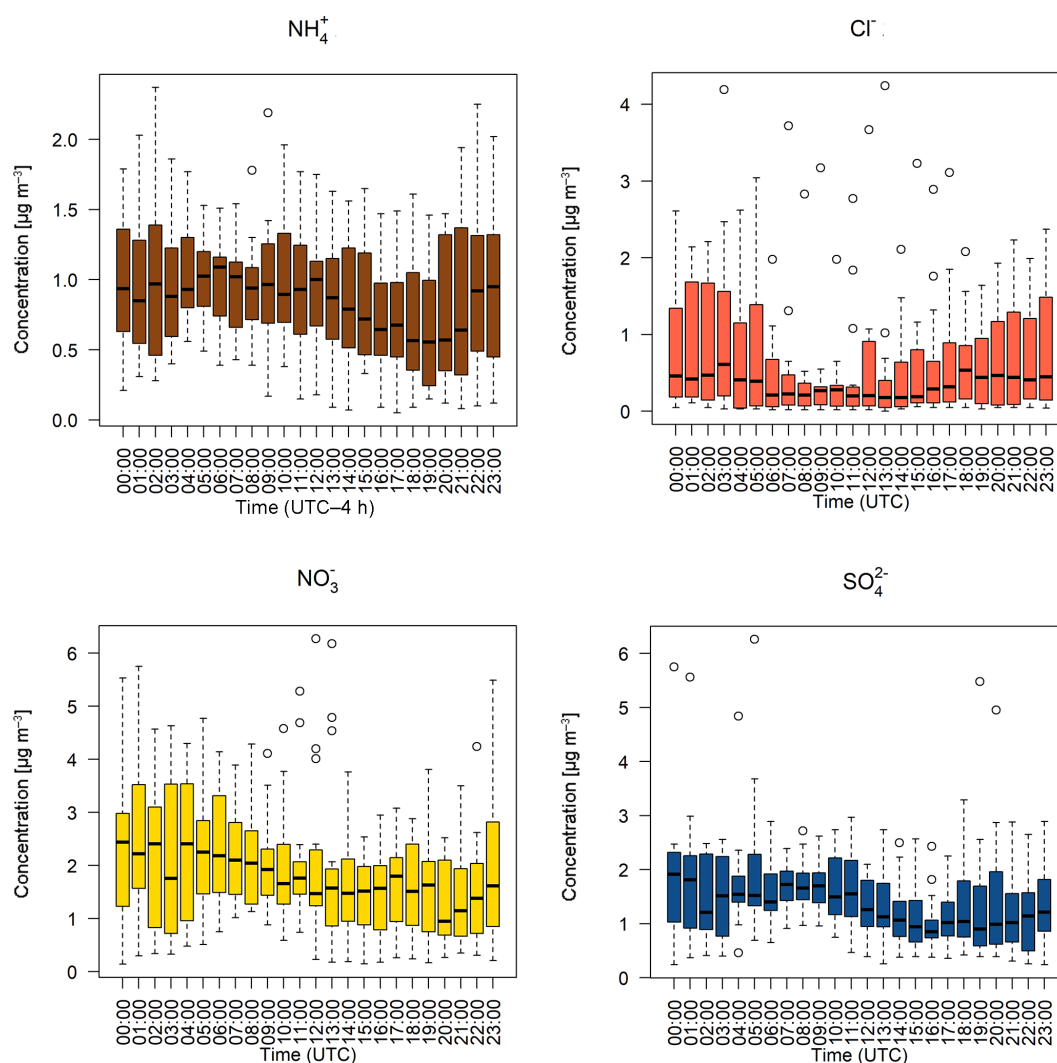 NH₄⁺
Concentration [µg m⁻³]
2.0
1.5
1.0
0.5
0.0
00:00 01:00 02:00 03:00 04:00 05:00 06:00 07:00 08:00 09:00 10:00 11:00 12:00 13:00 14:00 15:00 16:00 17:00 18:00 19:00 20:00 21:00 22:00 23:00
Time (UTC–4 h)
Cl⁻
Concentration [µg m⁻³]
4
3
2
1
0
00:00 01:00 02:00 03:00 04:00 05:00 06:00 07:00 08:00 09:00 10:00 11:00 12:00 13:00 14:00 15:00 16:00 17:00 18:00 19:00 20:00 21:00 22:00 23:00
Time (UTC)
NO₃⁻
Concentration [µg m⁻³]
6
5
4
3
2
1
0
00:00 01:00 02:00 03:00 04:00 05:00 06:00 07:00 08:00 09:00 10:00 11:00 12:00 13:00 14:00 15:00 16:00 17:00 18:00 19:00 20:00 21:00 22:00 23:00
Time (UTC)
SO₄²⁻
Concentration [µg m⁻³]
6
5
4
3
2
1
0
00:00 01:00 02:00 03:00 04:00 05:00 06:00 07:00 08:00 09:00 10:00 11:00 12:00 13:00 14:00 15:00 16:00 17:00 18:00 19:00 20:00 21:00 22:00 23:00
Time (UTC)